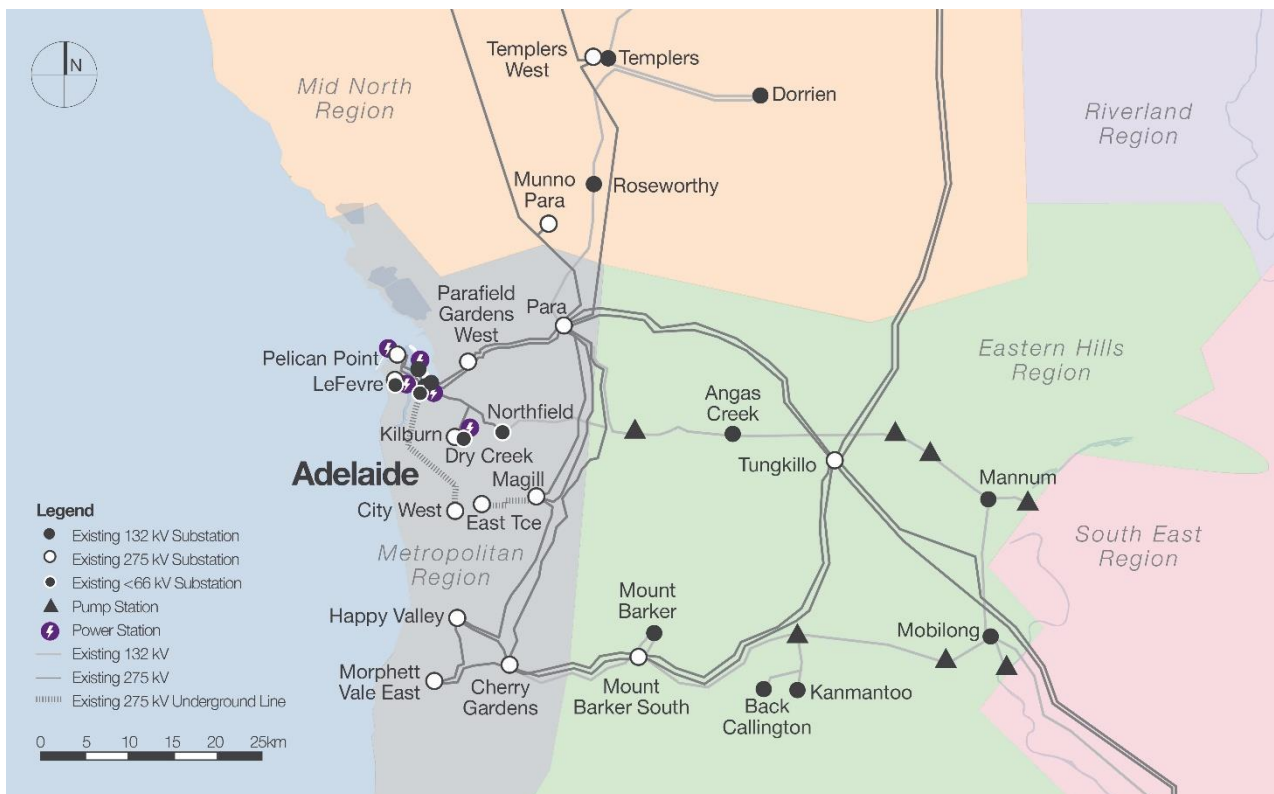 N
Mid North
Region
Templers
West
Templers
Dorrien
Riverland
Region
Munno
Para
Roseworthy
Parafield
Gardens
West
Para
Pelican Point
LeFevre
Eastern Hills
Region
Angas
Creek
Northfield
Kilburn
Dry Creek
Adelaide
Magill
Tungkillo
Mannum
City West
East Tce
South East
Region
Metropolitan
Region
Legend
Existing 132 kV Substation
Existing 275 kV Substation
Existing <66 kV Substation
Pump Station
Power Station
Existing 132 kV
Existing 275 kV
Existing 275 kV Underground Line
0 5 10 15 20 25km
Happy Valley
Mount
Barker
Mobilong
Morphett
Vale East
Cherry
Gardens
Mount
Barker South
Back
Callington
Kanmantoo